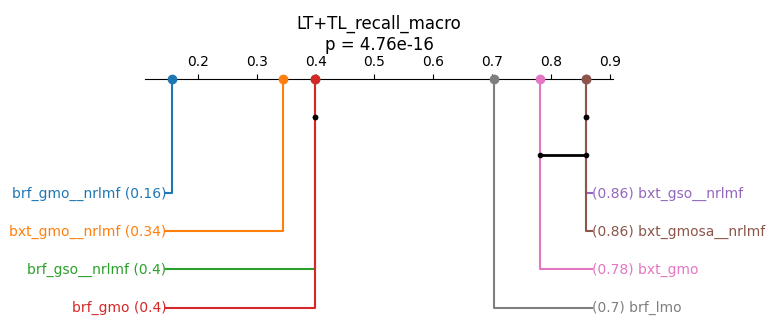 LT+TL_recall_macro
p = 4.76e-16
0.2 0.3 0.4 0.5 0.6 0.7 0.8 0.9
brf_gmo__nrlmf (0.16)
(0.86) bxt_gso__nrlmf
bxt_gmo__nrlmf (0.34)
(0.86) bxt_gmosa__nrlmf
brf_gso__nrlmf (0.4)
(0.78) bxt_gmo
brf_gmo (0.4)
(0.7) brf_lmo